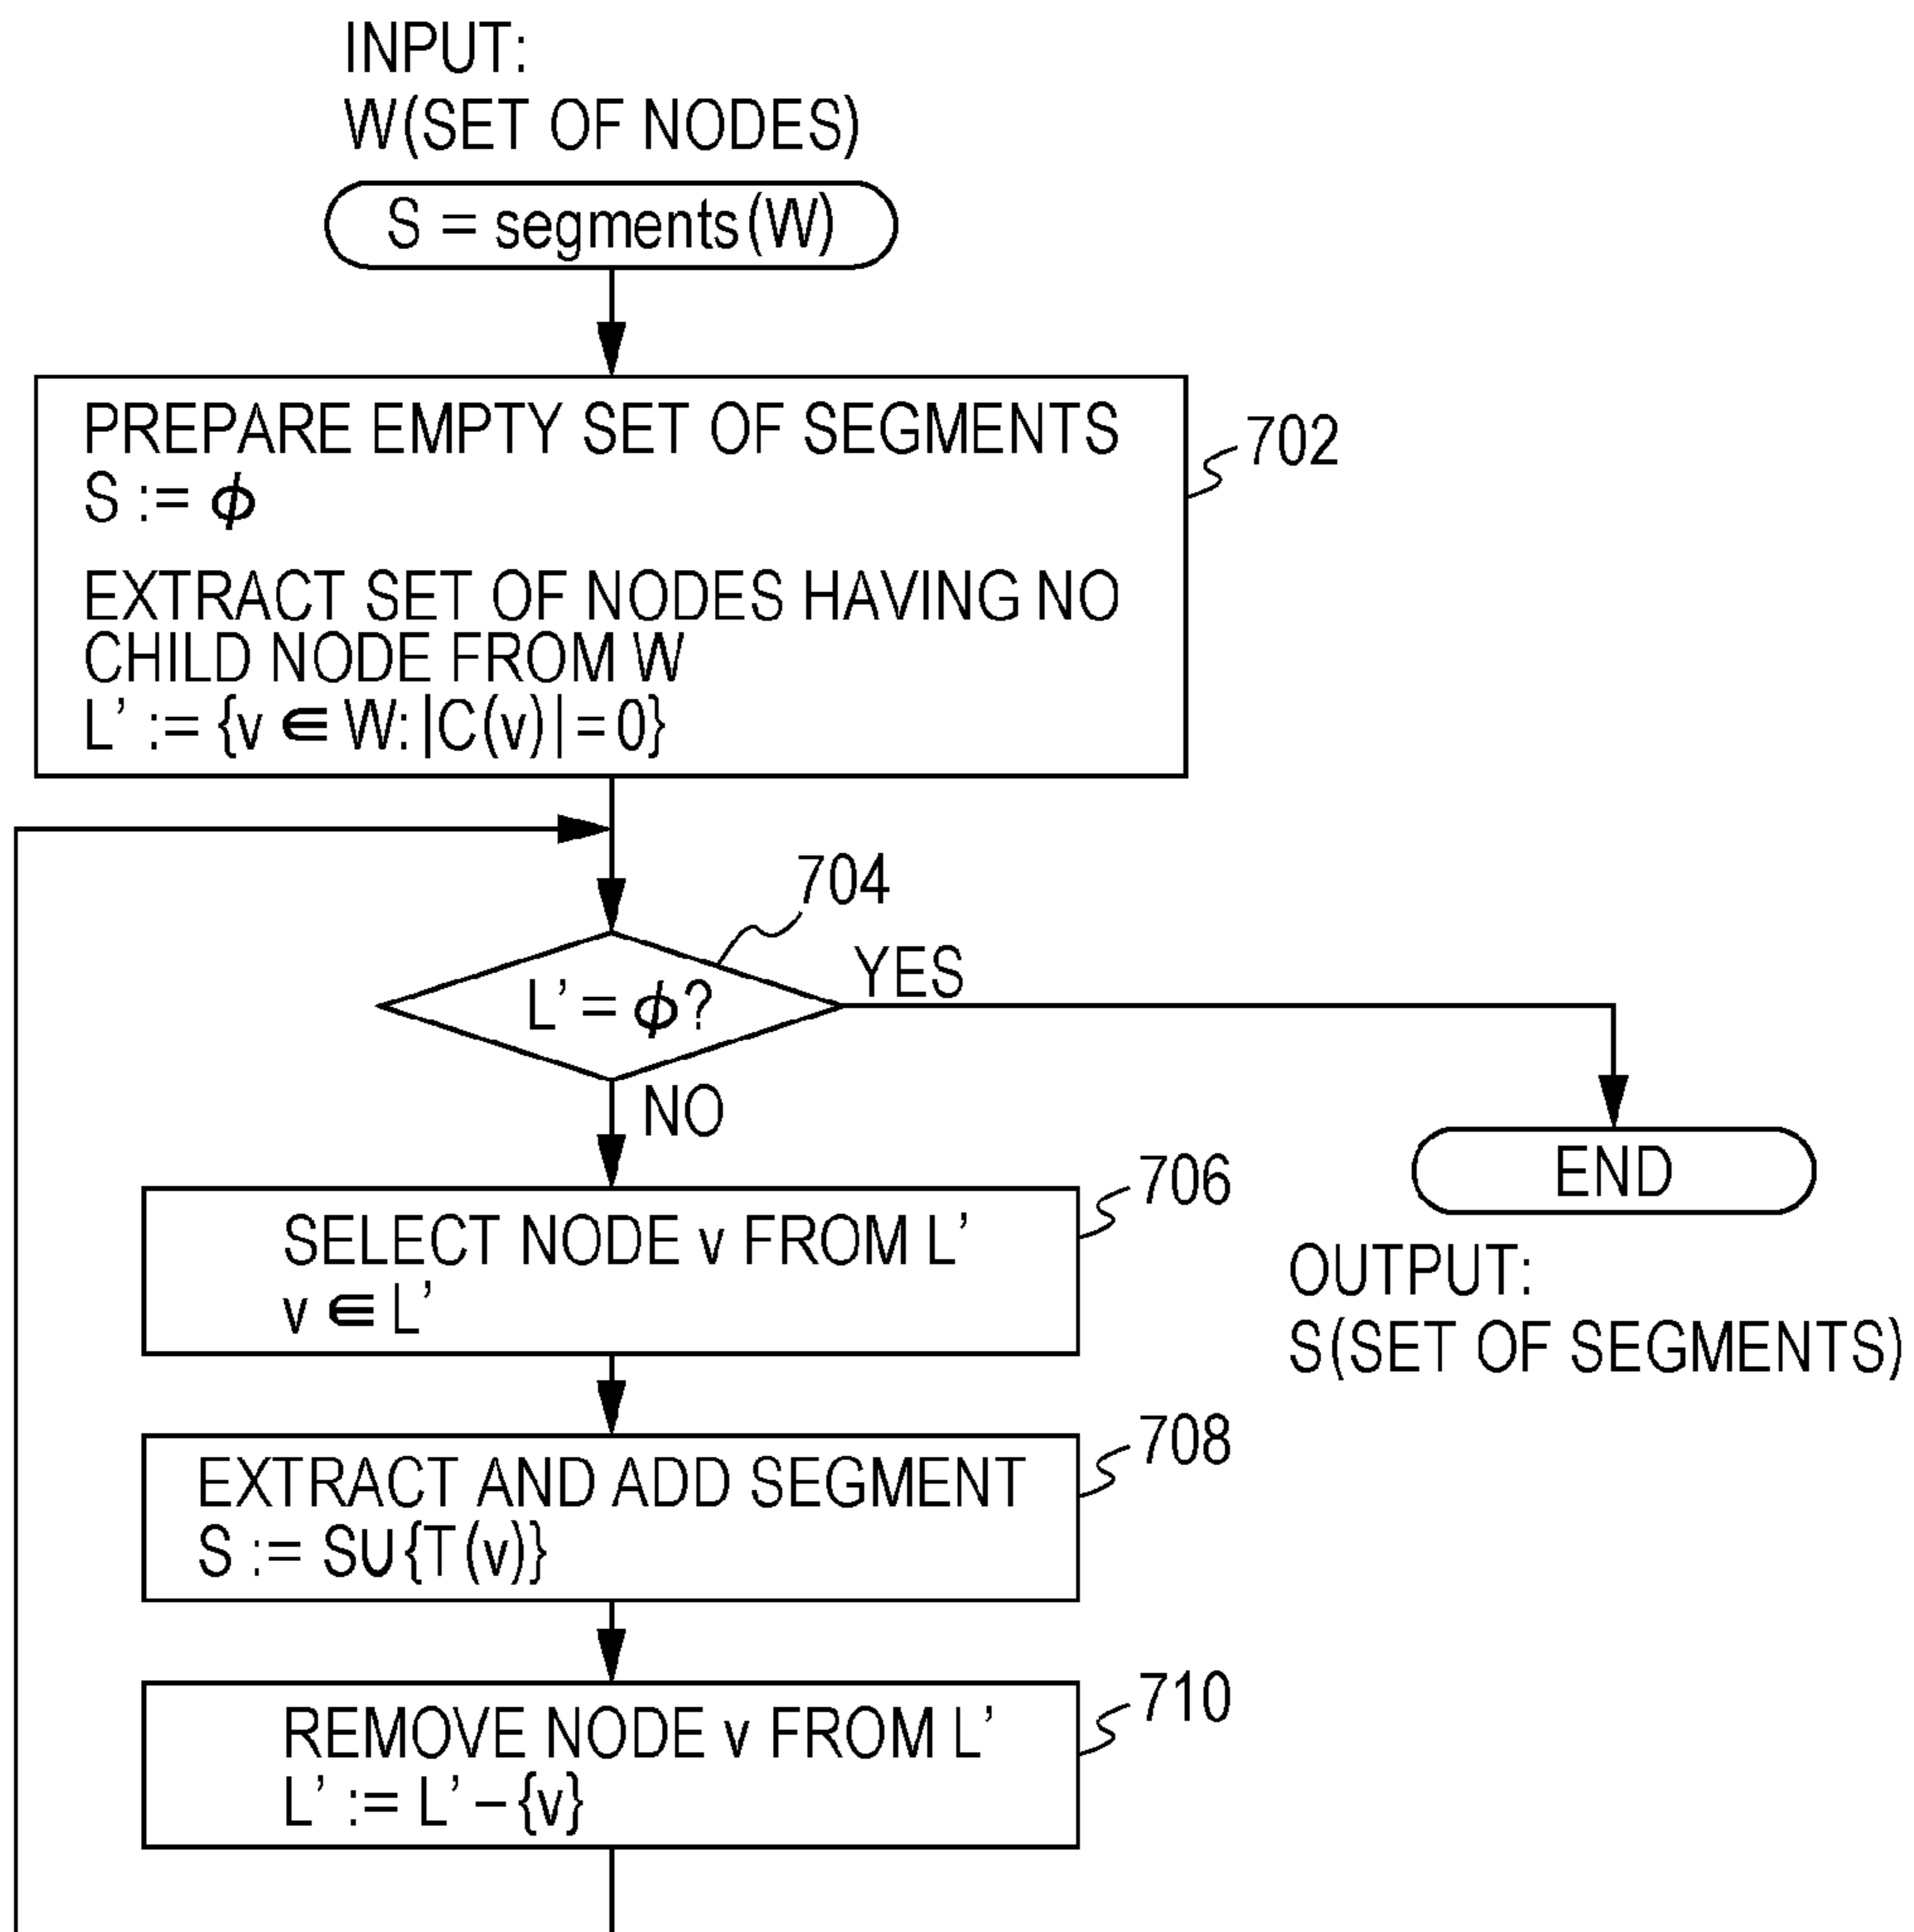 INPUT:
W(SET OF NODES)
S = segments(W)
PREPARE EMPTY SET OF SEGMENTS
S := ϕ
EXTRACT SET OF NODES HAVING NO
CHILD NODE FROM W
L' := {v ∈ W: |C(v)| = 0}
702
704
L' = ϕ?
YES
NO
END
OUTPUT:
S(SET OF SEGMENTS)
706
SELECT NODE v FROM L'
v ∈ L'
708
EXTRACT AND ADD SEGMENT
S := S∪{T(v)}
710
REMOVE NODE v FROM L'
L' := L' – {v}